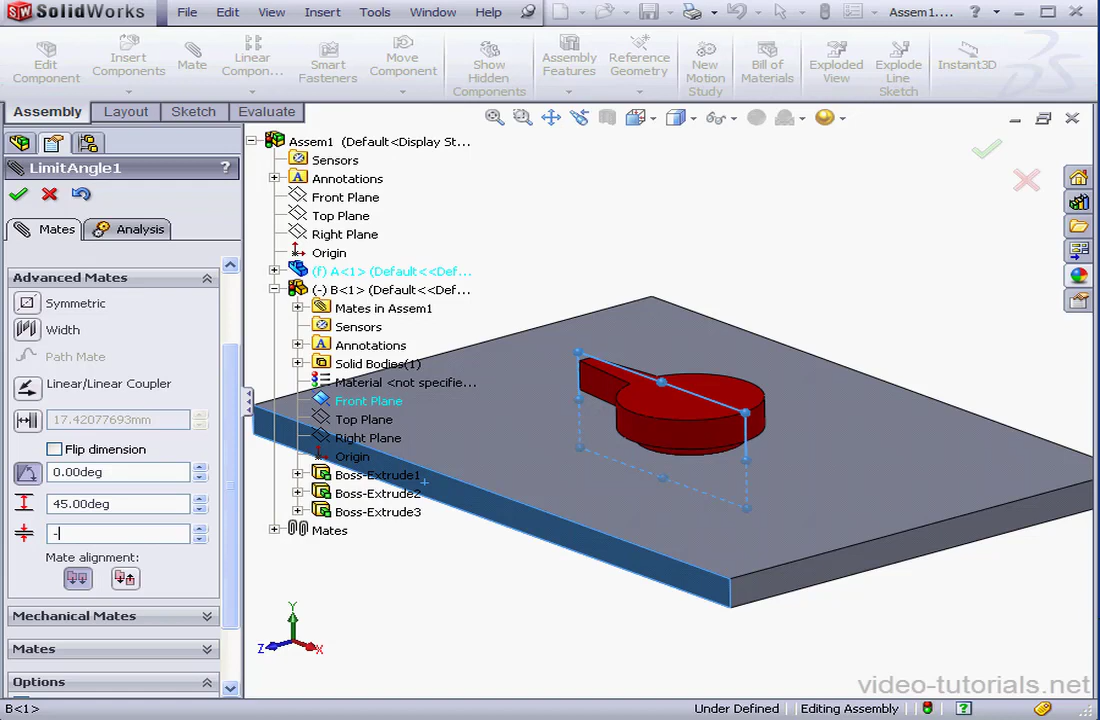 SolidWorks File Edit View Insert Tools Window Help Assem1.... ?
Edit Component
Insert Components
Mate
Linear Compon...
Smart Fasteners
Move Component
Show Hidden Components
Assembly Features
Reference Geometry
New Motion Study
Bill of Materials
Exploded View
Explode Line Sketch
Instant3D
Assembly Layout Sketch Evaluate
LimitAngle1 ?
Mates Analysis
Advanced Mates
Symmetric
Width
Path Mate
Linear/Linear Coupler
17.42077693mm
Flip dimension
0.00deg
45.00deg
-
Mate alignment:
Mechanical Mates
Mates
Options
Assem1 (Default<Display St...
Sensors
Annotations
Front Plane
Top Plane
Right Plane
Origin
(f) A<1> (Default<<Def...
(-) B<1> (Default<<Def...
Mates in Assem1
Sensors
Annotations
Solid Bodies(1)
Material <not specifie...
Front Plane
Top Plane
Right Plane
Origin
Boss-Extrude1
Boss-Extrude2
Boss-Extrude3
Mates
Y
Z
X
video-tutorials.net
B<1> Under Defined Editing Assembly ?